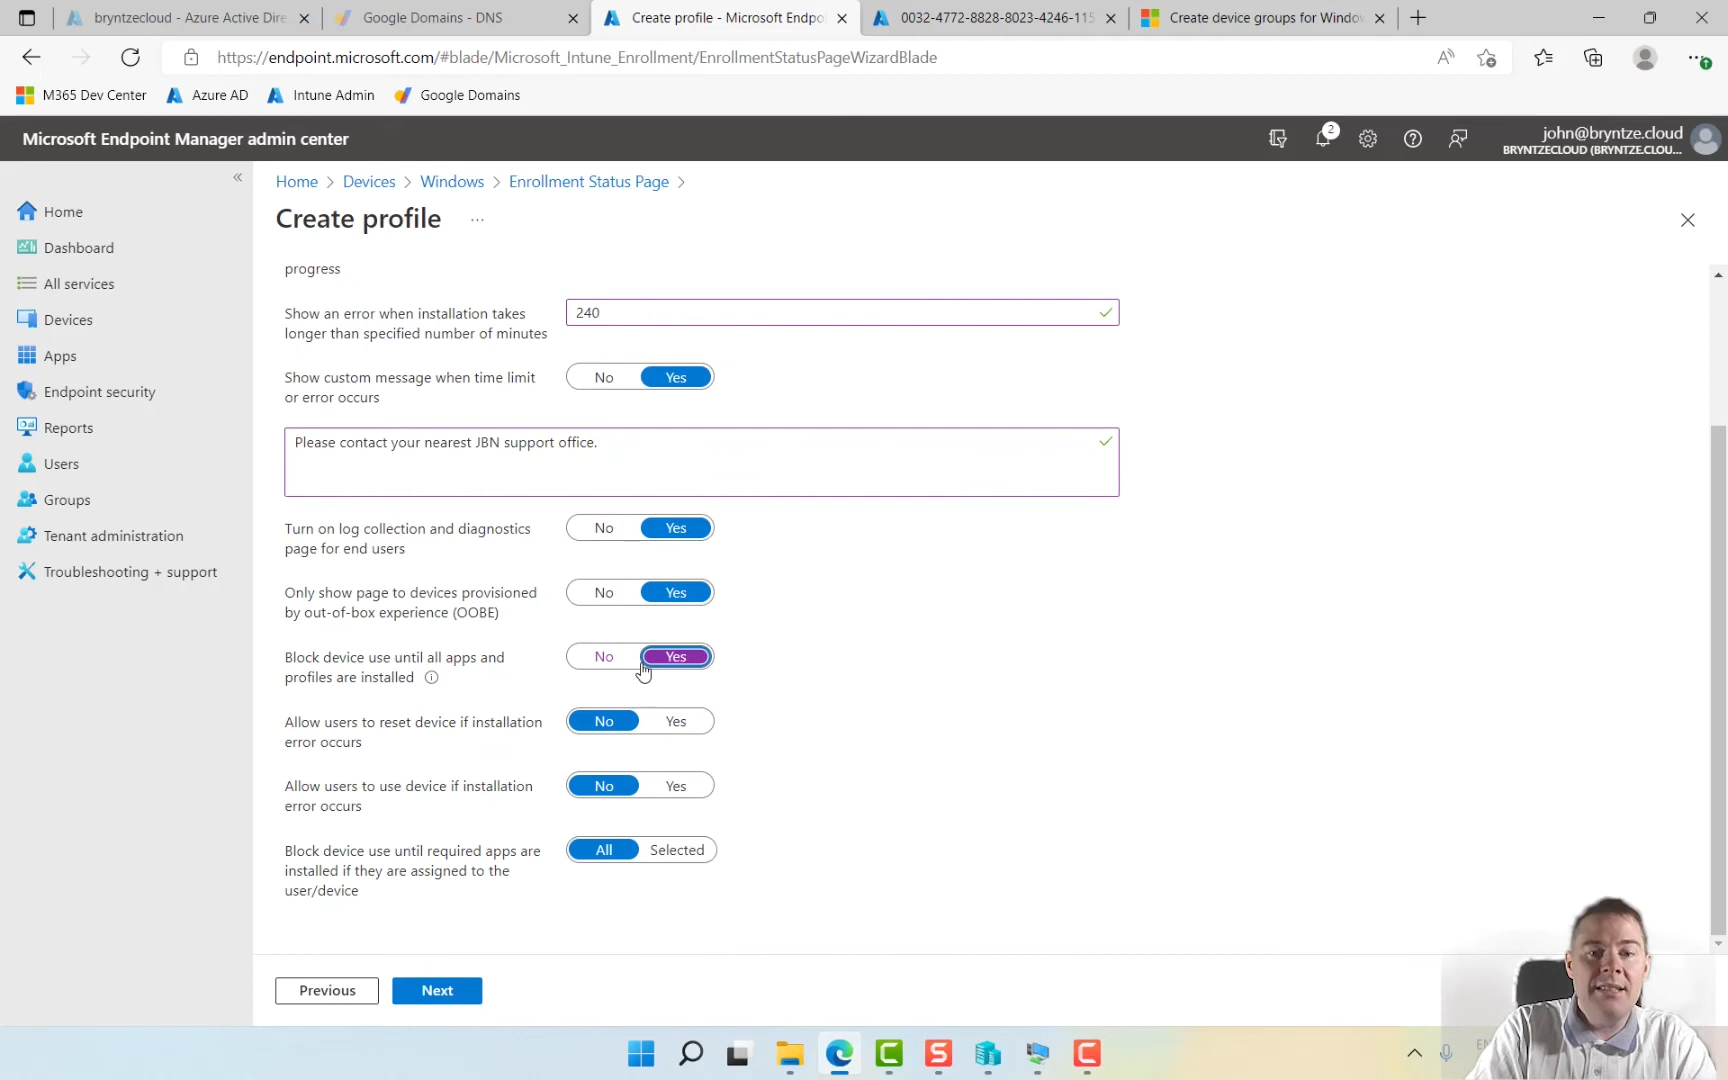 bryntzecloud - Azure Active Dire
Google Domains - DNS
Create profile - Microsoft Endpo
0032-4772-8828-8023-4246-115
Create device groups for Windo
https://endpoint.microsoft.com/#blade/Microsoft_Intune_Enrollment/EnrollmentStatusPageWizardBlade
M365 Dev Center
Azure AD
Intune Admin
Google Domains
Microsoft Endpoint Manager admin center
2
john@bryntze.cloud
BRYNTZECLOUD (BRYNTZE.CLOU...
Home > Devices > Windows > Enrollment Status Page >
Create profile ...
Home
Dashboard
All services
Devices
Apps
Endpoint security
Reports
Users
Groups
Tenant administration
Troubleshooting + support
progress
Show an error when installation takes
longer than specified number of minutes
240
Show custom message when time limit
or error occurs
No Yes
Please contact your nearest JBN support office.
Turn on log collection and diagnostics
page for end users
No Yes
Only show page to devices provisioned
by out-of-box experience (OOBE)
No Yes
Block device use until all apps and
profiles are installed
No Yes
Allow users to reset device if installation
error occurs
No Yes
Allow users to use device if installation
error occurs
No Yes
Block device use until required apps are
installed if they are assigned to the
user/device
All Selected
Previous
Next